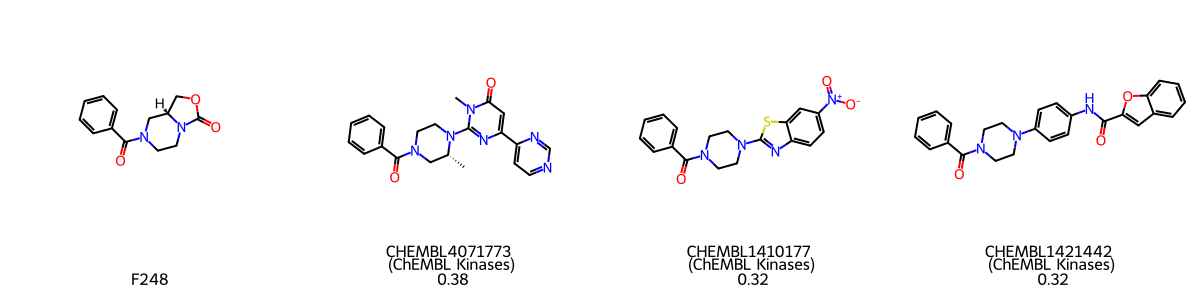 H
O
N
N
O
O
F248
O
N
N
N
N
N
N
O
CHEMBL4071773
(ChEMBL Kinases)
0.38
O
N+
O-
S
N
N
N
O
CHEMBL1410177
(ChEMBL Kinases)
0.32
H
N
O
O
N
N
O
CHEMBL1421442
(ChEMBL Kinases)
0.32